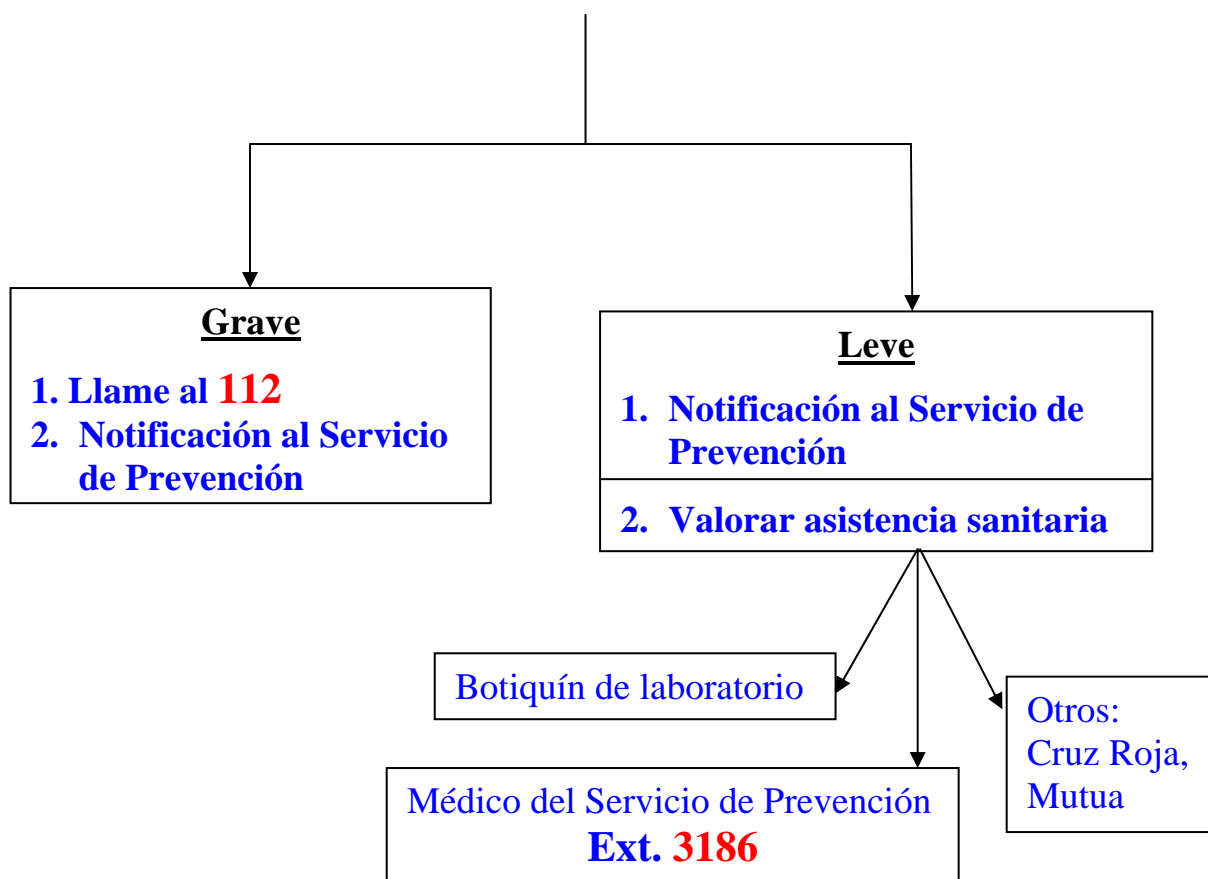 Grave
1. Llame al 112
2. Notificación al Servicio
de Prevención
Leve
1. Notificación al Servicio de
Prevención
2. Valorar asistencia sanitaria
Botiquín de laboratorio
Otros:
Cruz Roja,
Mutua
Médico del Servicio de Prevención
Ext. 3186